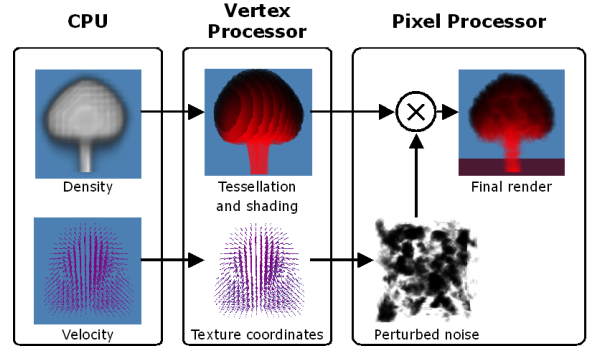 CPU
Vertex
Processor
Pixel Processor
Density
Tessellation
and shading
Final render
Velocity
Texture coordinates
Perturbed noise